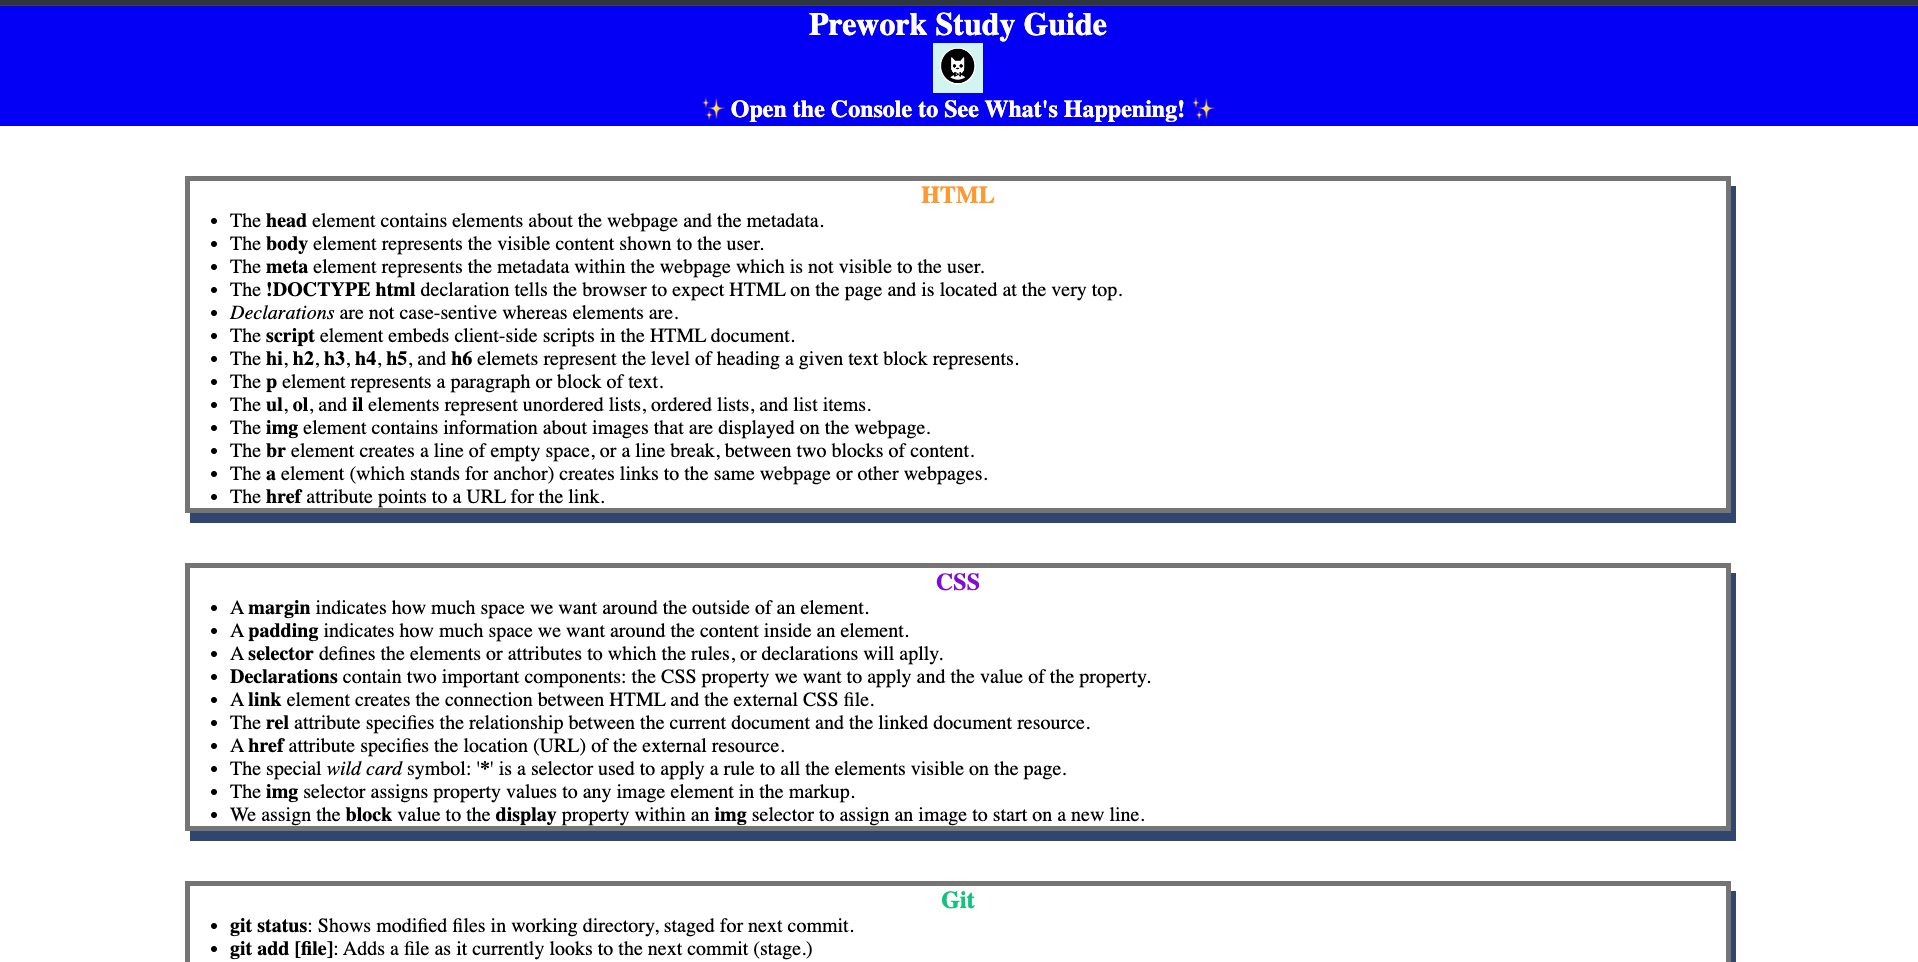 Prework Study Guide
✨ Open the Console to See What's Happening! ✨
HTML
• The head element contains elements about the webpage and the metadata.
• The body element represents the visible content shown to the user.
• The meta element represents the metadata within the webpage which is not visible to the user.
• The !DOCTYPE html declaration tells the browser to expect HTML on the page and is located at the very top.
• Declarations are not case-sentive whereas elements are.
• The script element embeds client-side scripts in the HTML document.
• The hi, h2, h3, h4, h5, and h6 elemets represent the level of heading a given text block represents.
• The p element represents a paragraph or block of text.
• The ul, ol, and il elements represent unordered lists, ordered lists, and list items.
• The img element contains information about images that are displayed on the webpage.
• The br element creates a line of empty space, or a line break, between two blocks of content.
• The a element (which stands for anchor) creates links to the same webpage or other webpages.
• The href attribute points to a URL for the link.
CSS
• A margin indicates how much space we want around the outside of an element.
• A padding indicates how much space we want around the content inside an element.
• A selector defines the elements or attributes to which the rules, or declarations will aplly.
• Declarations contain two important components: the CSS property we want to apply and the value of the property.
• A link element creates the connection between HTML and the external CSS file.
• The rel attribute specifies the relationship between the current document and the linked document resource.
• A href attribute specifies the location (URL) of the external resource.
• The special wild card symbol: '*' is a selector used to apply a rule to all the elements visible on the page.
• The img selector assigns property values to any image element in the markup.
• We assign the block value to the display property within an img selector to assign an image to start on a new line.
Git
• git status: Shows modified files in working directory, staged for next commit.
• git add [file]: Adds a file as it currently looks to the next commit (stage.)